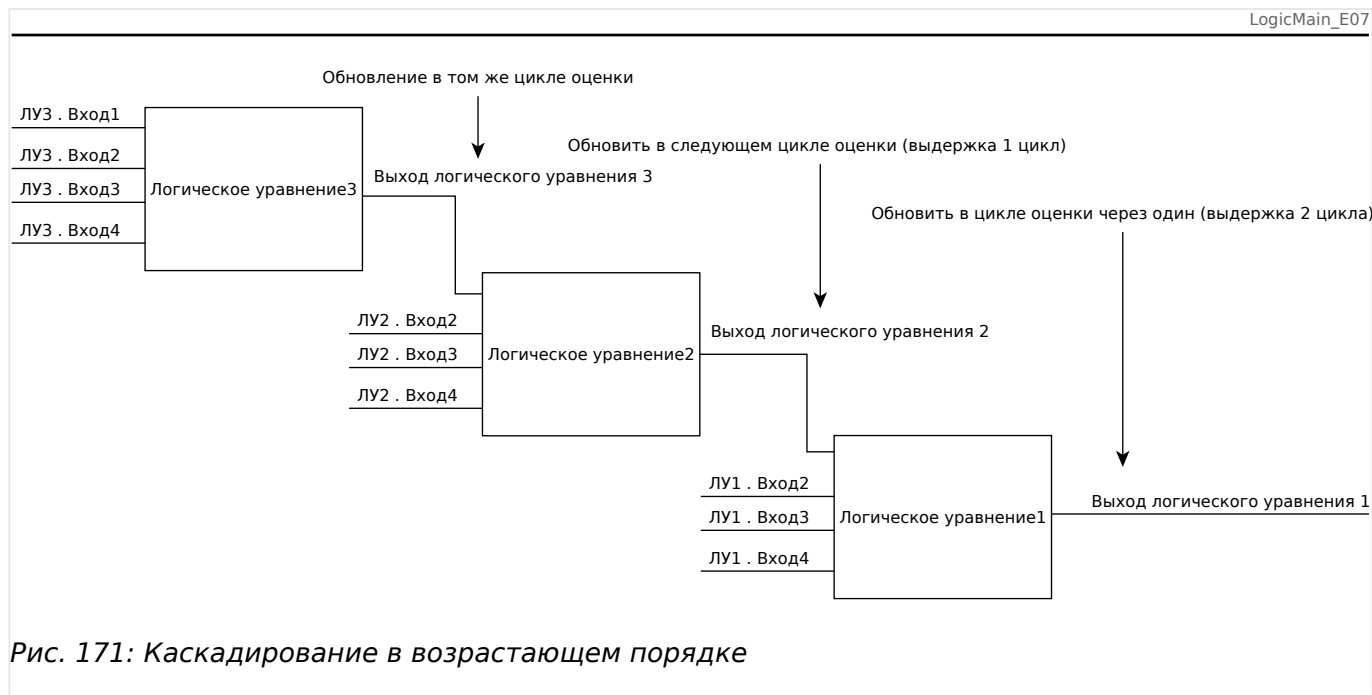 LogicMain_E07
Обновление в том же цикле оценки
ЛУ3 . Вход1
ЛУ3 . Вход2
ЛУ3 . Вход3
ЛУ3 . Вход4
Логическое уравнение3
Выход логического уравнения 3
Обновить в следующем цикле оценки (выдержка 1 цикл)
Обновить в цикле оценки через один (выдержка 2 цикла)
ЛУ2 . Вход2
ЛУ2 . Вход3
ЛУ2 . Вход4
Логическое уравнение2
Выход логического уравнения 2
ЛУ1 . Вход2
ЛУ1 . Вход3
ЛУ1 . Вход4
Логическое уравнение1
Выход логического уравнения 1
Рис. 171: Каскадирование в возрастающем порядке